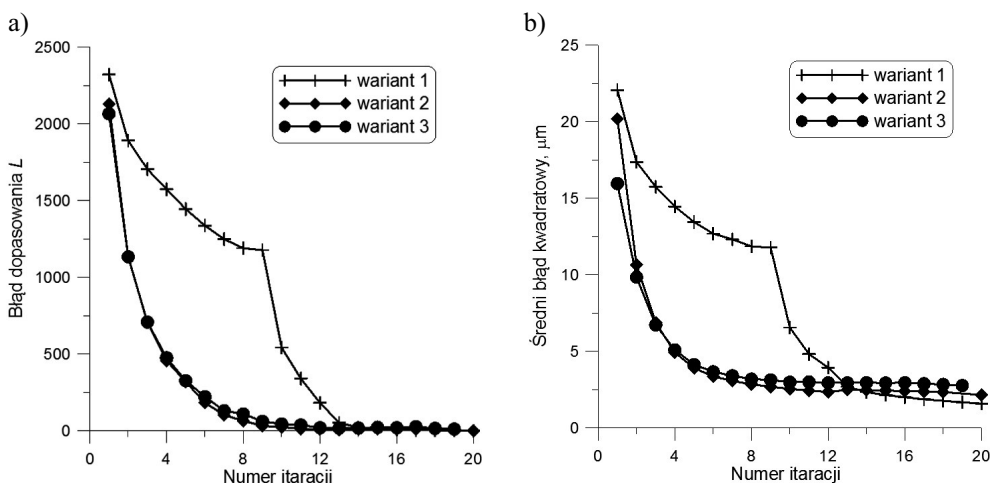 a)
Błąd dopasowania L
2500
2000
1500
1000
500
0
0
4
8
12
16
20
Numer itaracji
wariant 1
wariant 2
wariant 3
b)
Średni błąd kwadratowy, μm
25
20
15
10
5
0
0
4
8
12
16
20
Numer itaracji
wariant 1
wariant 2
wariant 3